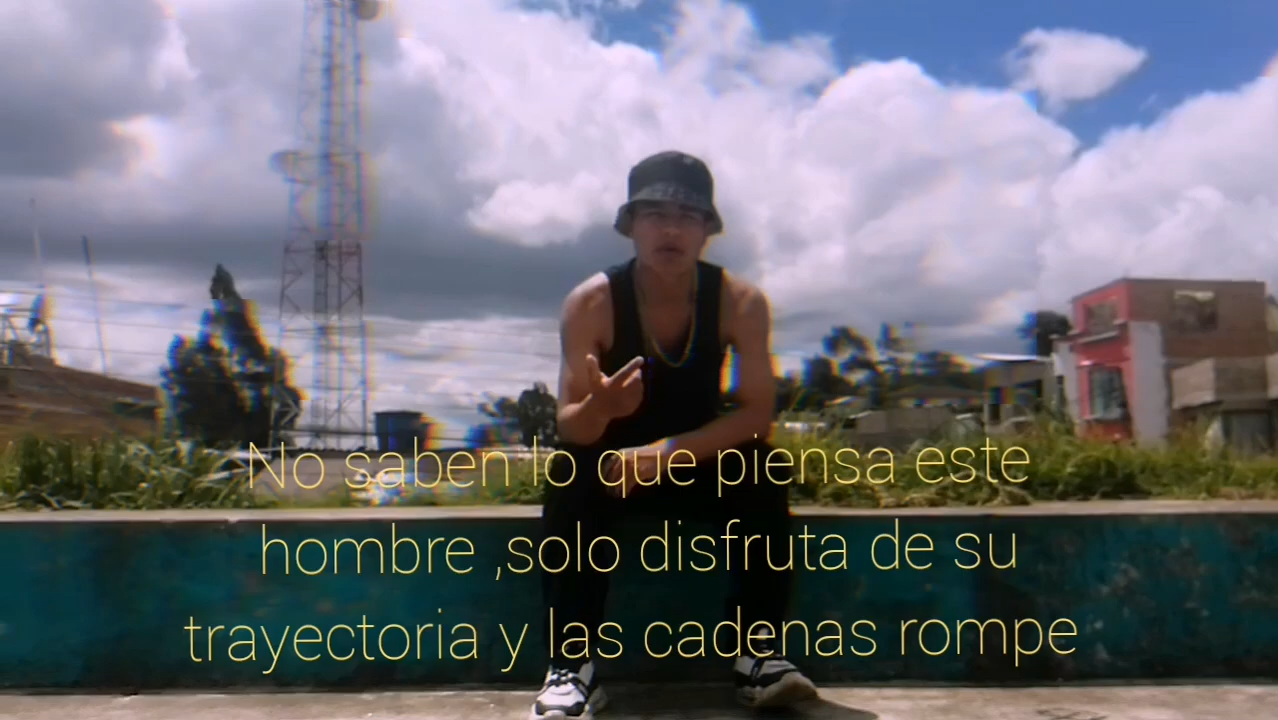 No saben lo que piensa este
hombre ,solo disfruta de su
trayectoria y las cadenas rompe